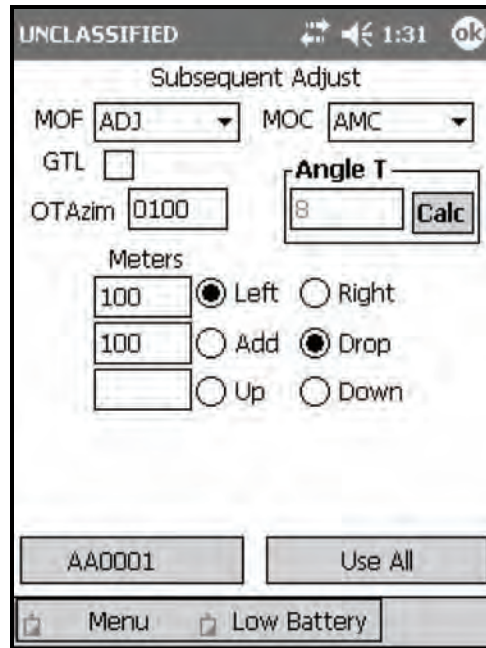 UNCLASSIFIED 1:31 ok
Subsequent Adjust
MOF ADJ MOC AMC
GTL
Angle T
OTAzim 0100 8 Calc
Meters
100 Left Right
100 Add Drop
Up Down
AA0001 Use All
Menu Low Battery